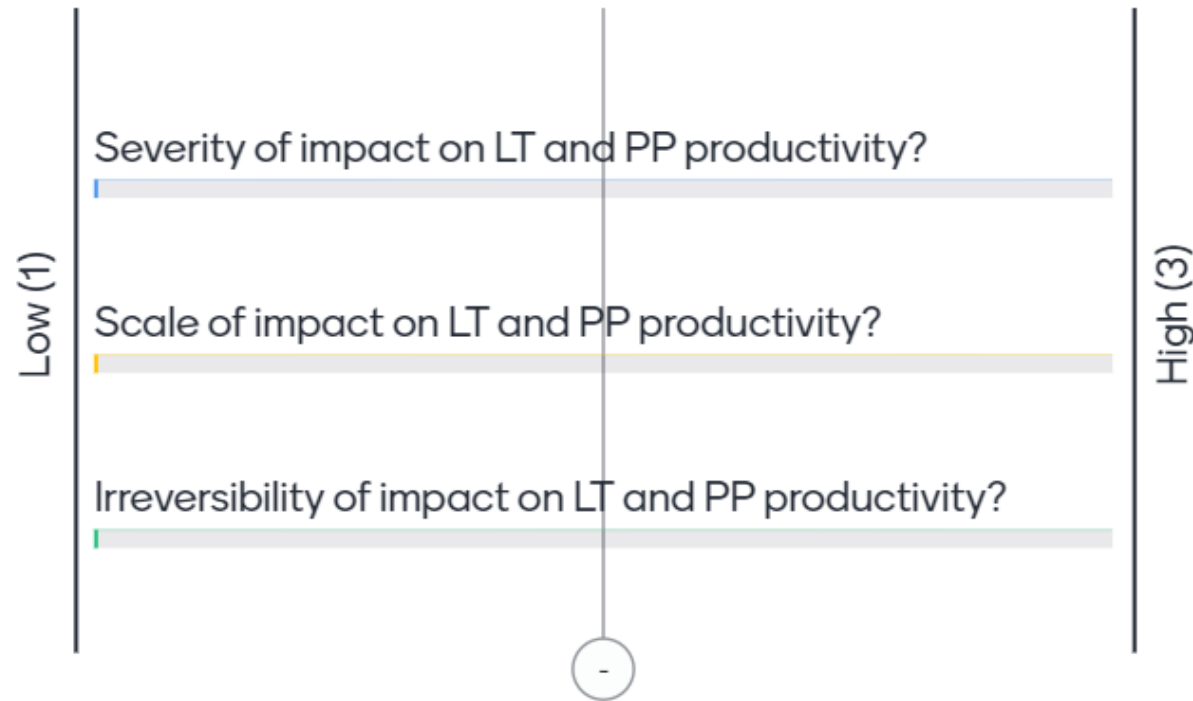 Severity of impact on LT and PP productivity?
Low (1)
Scale of impact on LT and PP productivity?
High (3)
Irreversibility of impact on LT and PP productivity?
-